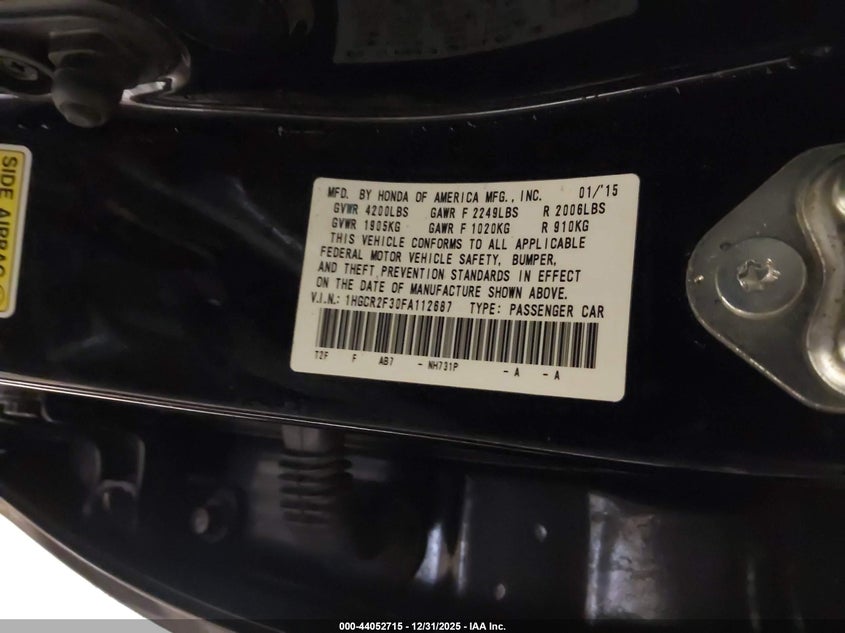 SIDE AIRBAG
MFD. BY HONDA OF AMERICA MFG., INC. 01/'15
GVWR 4200LBS GAWR F 2249LBS R 2006LBS
GVWR 1905KG GAWR F 1020KG R 910KG
THIS VEHICLE CONFORMS TO ALL APPLICABLE
FEDERAL MOTOR VEHICLE SAFETY, BUMPER,
AND THEFT PREVENTION STANDARDS IN EFFECT
ON THE DATE OF MANUFACTURE SHOWN ABOVE.
V.I.N.: 1HGCR2F30FA112687 TYPE: PASSENGER CAR
T2F F AB7 - NH731P - A - A
000-44052715 - 12/31/2025 - IAA Inc.